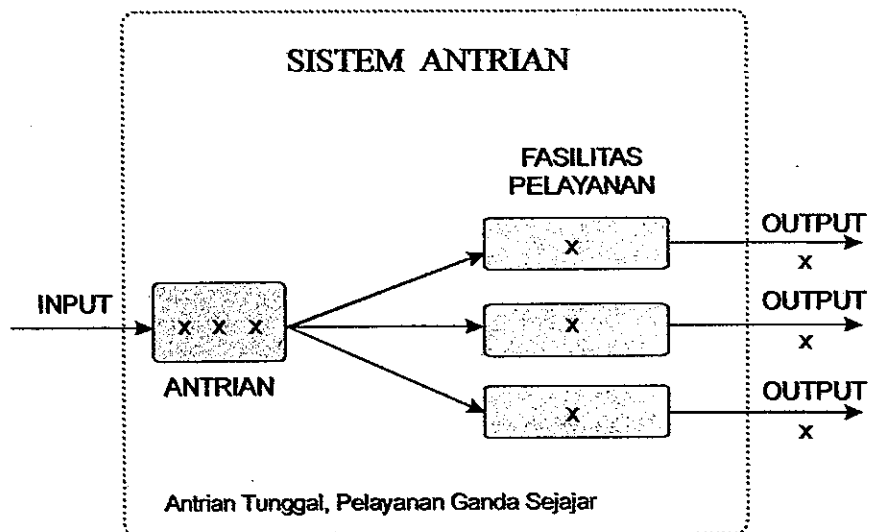 SISTEM ANTRIAN
FASILITAS
PELAYANAN
x
OUTPUT
x
INPUT
x x x
x
OUTPUT
x
ANTRIAN
x
OUTPUT
x
Antrian Tunggal, Pelayanan Ganda Sejajar